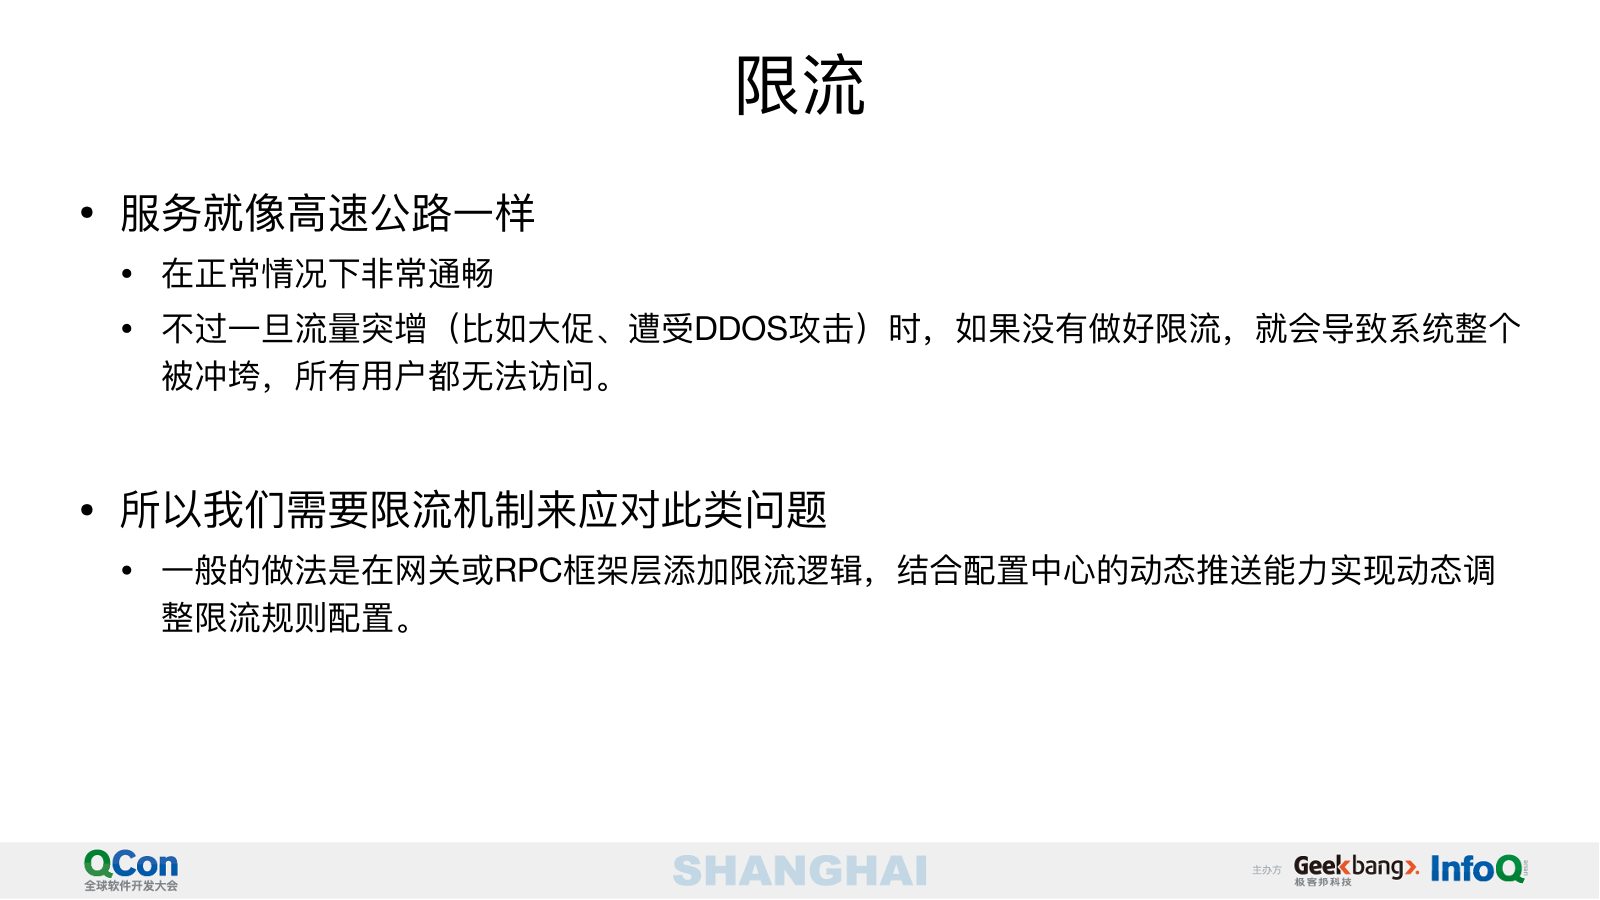 限流
• 服务就像高速公路一样
• 在正常情况下非常通畅
• 不过一旦流量突增（比如大促、遭受DDOS攻击）时，如果没有做好限流，就会导致系统整个
被冲垮，所有用户都无法访问。
• 所以我们需要限流机制来应对此类问题
• 一般的做法是在网关或RPC框架层添加限流逻辑，结合配置中心的动态推送能力实现动态调
整限流规则配置。
QCon
全球软件开发大会
SHANGHAI
主办方
Geekbang
极客邦科技
InfoQ